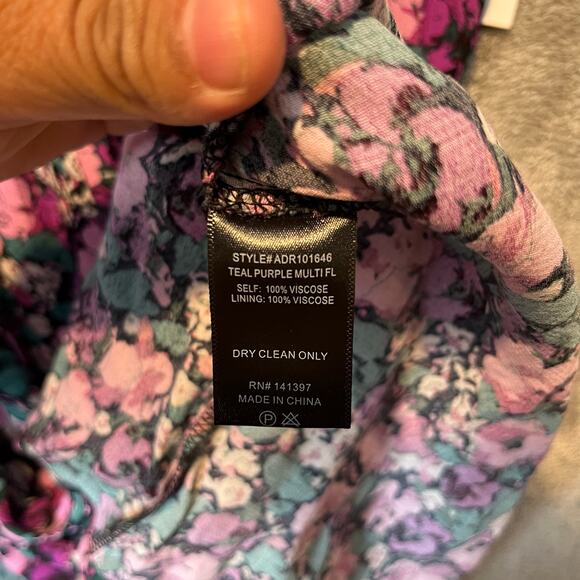 STYLE# ADR101646
TEAL PURPLE MULTI FL
SELF: 100% VISCOSE
LINING: 100% VISCOSE
DRY CLEAN ONLY
RN# 141397
MADE IN CHINA
P